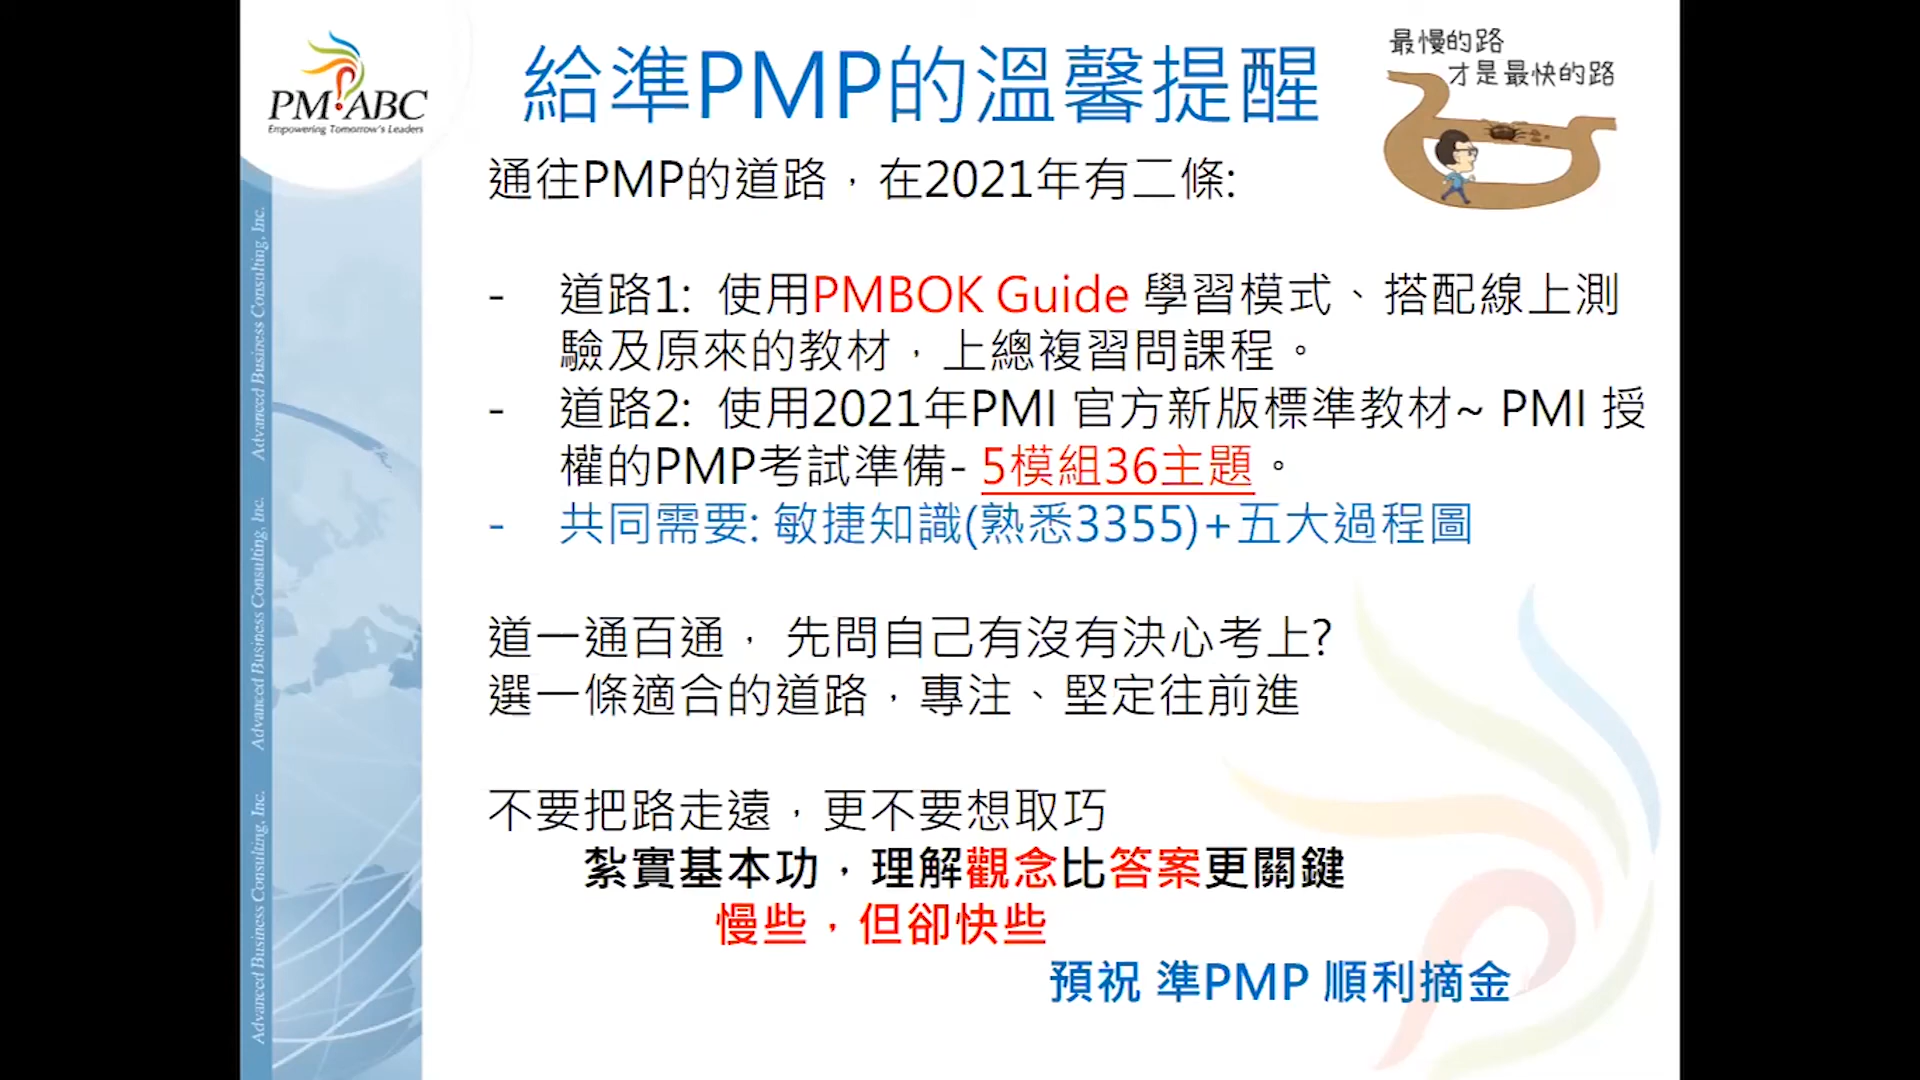 PM ABC
Empowering Tomorrow's Leaders
給準PMP的溫馨提醒
最慢的路
才是最快的路
通往PMP的道路，在2021年有二條:
- 道路1: 使用PMBOK Guide 學習模式、搭配線上測
驗及原來的教材，上總複習問課程。
- 道路2: 使用2021年PMI 官方新版標準教材~ PMI 授
權的PMP考試準備- 5模組36主題。
- 共同需要: 敏捷知識(熟悉3355)+五大過程圖
道一通百通， 先問自己有沒有決心考上?
選一條適合的道路，專注、堅定往前進
不要把路走遠，更不要想取巧
紮實基本功，理解觀念比答案更關鍵
慢些，但卻快些
預祝 準PMP 順利摘金
Advanced Business Consulting, Inc.
Advanced Business Consulting, Inc.
Advanced Business Consulting, Inc.